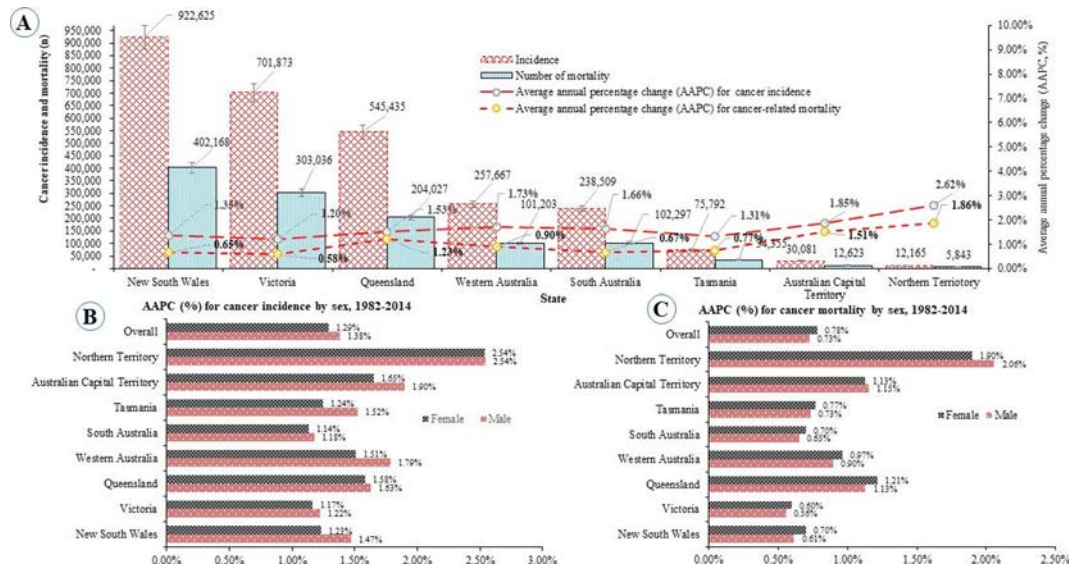 A
922,625
701,873
545,435
402,168
303,036
204,027
257,667
101,203
238,509
102,297
75,792
30,081
12,623
12,165
5,843
1.20%
1.53%
1.73%
1.66%
1.31%
1.85%
2.62%
0.65%
0.58%
1.23%
0.90%
0.67%
0.77%
1.51%
1.86%
Incidence
Number of mortality
Average annual percentage change (AAPC) for cancer incidence
Average annual percentage change (AAPC) for cancer-related mortality
Cancer incidence and mortality (n)
950,000
900,000
850,000
800,000
750,000
700,000
650,000
600,000
550,000
500,000
450,000
400,000
350,000
300,000
250,000
200,000
150,000
100,000
50,000
-
Average annual percentage change (AAPC, %)
10.00%
9.00%
8.00%
7.00%
6.00%
5.00%
4.00%
3.00%
2.00%
1.00%
0.00%
New South Wales
Victoria
Queensland
Western Australia
South Australia
Tasmania
Australian Capital
Territory
Northern Terriotory
State
B
AAPC (%) for cancer incidence by sex, 1982-2014
Overall
1.29%
1.38%
Northern Territory
2.54%
2.54%
Australian Capital Territory
1.65%
1.90%
Tasmania
1.24%
1.52%
South Australia
1.14%
1.18%
Western Australia
1.51%
1.79%
Queensland
1.58%
1.63%
Victoria
1.17%
1.22%
New South Wales
1.23%
1.47%
Female
Male
0.00%
0.50%
1.00%
1.50%
2.00%
2.50%
3.00%
C
AAPC (%) for cancer mortality by sex, 1982-2014
Overall
0.78%
0.73%
Northern Territory
1.90%
2.06%
Australian Capital Territory
1.13%
1.15%
Tasmania
0.77%
0.73%
South Australia
0.70%
0.65%
Western Australia
0.97%
0.90%
Queensland
1.21%
1.13%
Victoria
0.60%
0.56%
New South Wales
0.70%
0.61%
Female
Male
0.00%
0.50%
1.00%
1.50%
2.00%
2.50%